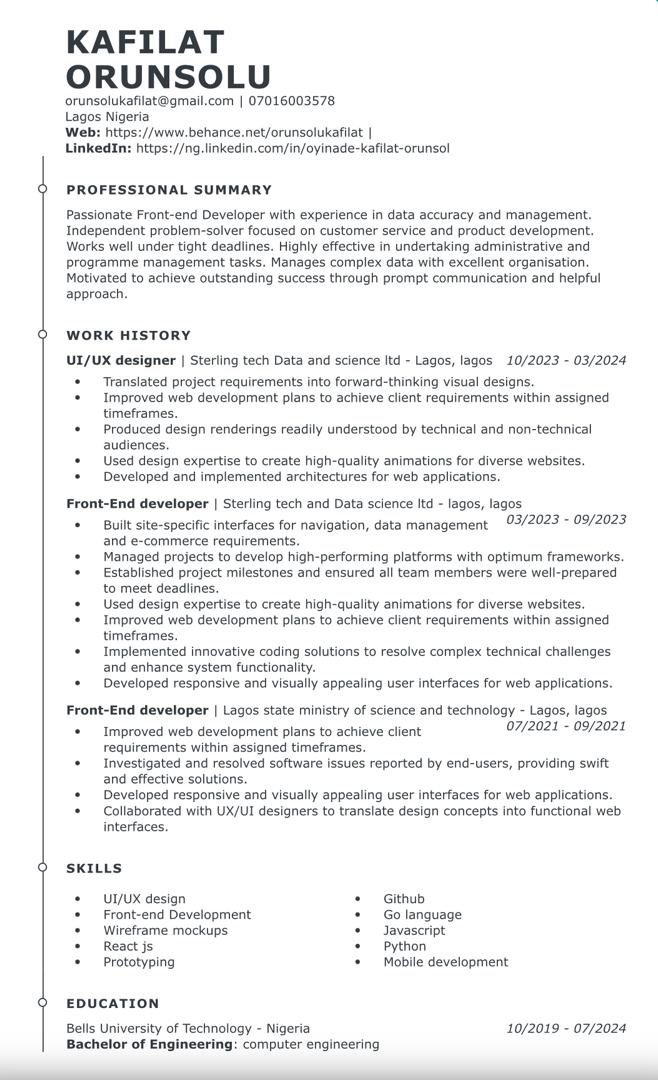 KAFILAT
ORUNSOLU
orunsolukafilat@gmail.com | 07016003578
Lagos Nigeria
Web: https://www.behance.net/orunsolukafilat |
LinkedIn: https://ng.linkedin.com/in/oyinade-kafilat-orunsol
PROFESSIONAL SUMMARY
Passionate Front-end Developer with experience in data accuracy and management.
Independent problem-solver focused on customer service and product development.
Works well under tight deadlines. Highly effective in undertaking administrative and
programme management tasks. Manages complex data with excellent organisation.
Motivated to achieve outstanding success through prompt communication and helpful
approach.
WORK HISTORY
UI/UX designer | Sterling tech Data and science ltd - Lagos, lagos 10/2023 - 03/2024
• Translated project requirements into forward-thinking visual designs.
• Improved web development plans to achieve client requirements within assigned
timeframes.
• Produced design renderings readily understood by technical and non-technical
audiences.
• Used design expertise to create high-quality animations for diverse websites.
• Developed and implemented architectures for web applications.
Front-End developer | Sterling tech and Data science ltd - lagos, lagos
03/2023 - 09/2023
• Built site-specific interfaces for navigation, data management
and e-commerce requirements.
• Managed projects to develop high-performing platforms with optimum frameworks.
• Established project milestones and ensured all team members were well-prepared
to meet deadlines.
• Used design expertise to create high-quality animations for diverse websites.
• Improved web development plans to achieve client requirements within assigned
timeframes.
• Implemented innovative coding solutions to resolve complex technical challenges
and enhance system functionality.
• Developed responsive and visually appealing user interfaces for web applications.
Front-End developer | Lagos state ministry of science and technology - Lagos, lagos
07/2021 - 09/2021
• Improved web development plans to achieve client
requirements within assigned timeframes.
• Investigated and resolved software issues reported by end-users, providing swift
and effective solutions.
• Developed responsive and visually appealing user interfaces for web applications.
• Collaborated with UX/UI designers to translate design concepts into functional web
interfaces.
SKILLS
• UI/UX design
• Front-end Development
• Wireframe mockups
• React js
• Prototyping
• Github
• Go language
• Javascript
• Python
• Mobile development
EDUCATION
Bells University of Technology - Nigeria 10/2019 - 07/2024
Bachelor of Engineering: computer engineering